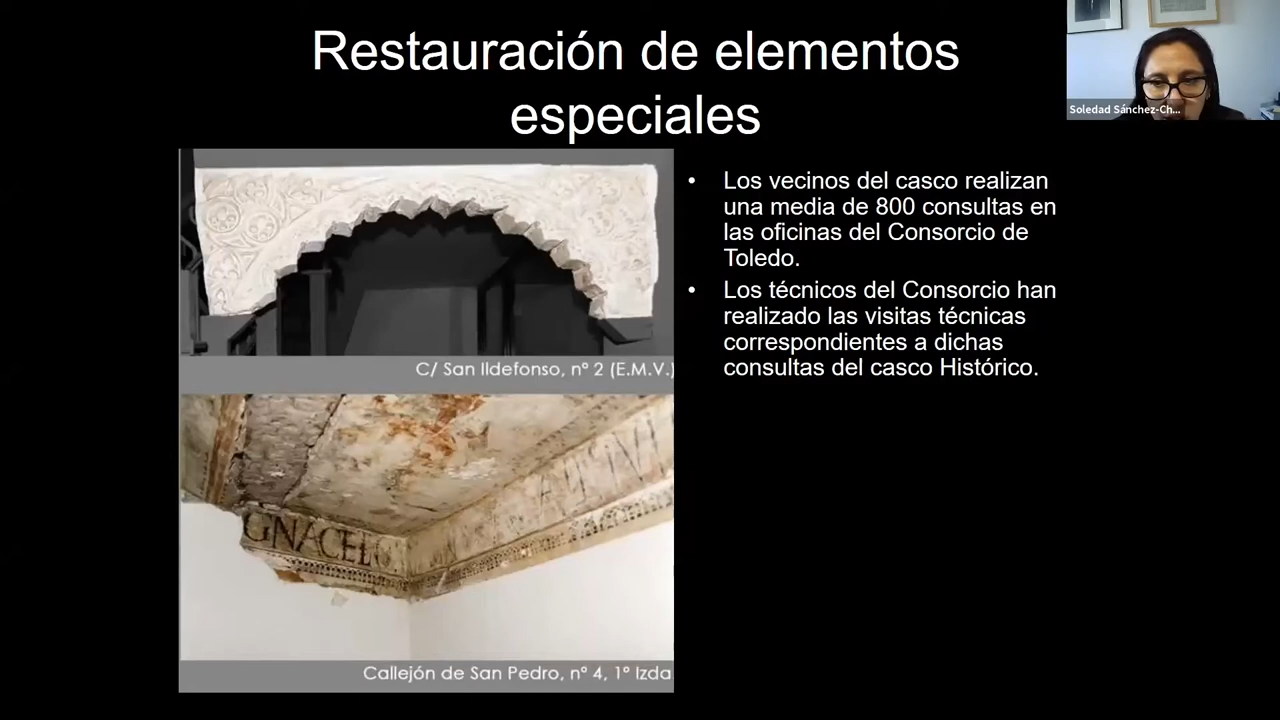 Restauración de elementos
especiales
Soledad Sánchez-Ch...
• Los vecinos del casco realizan
una media de 800 consultas en
las oficinas del Consorcio de
Toledo.
• Los técnicos del Consorcio han
realizado las visitas técnicas
correspondientes a dichas
consultas del casco Histórico.
C/ San Ildefonso, nº 2 (E.M.V.)
GNACEL
Callejón de San Pedro, nº 4, 1º Izda